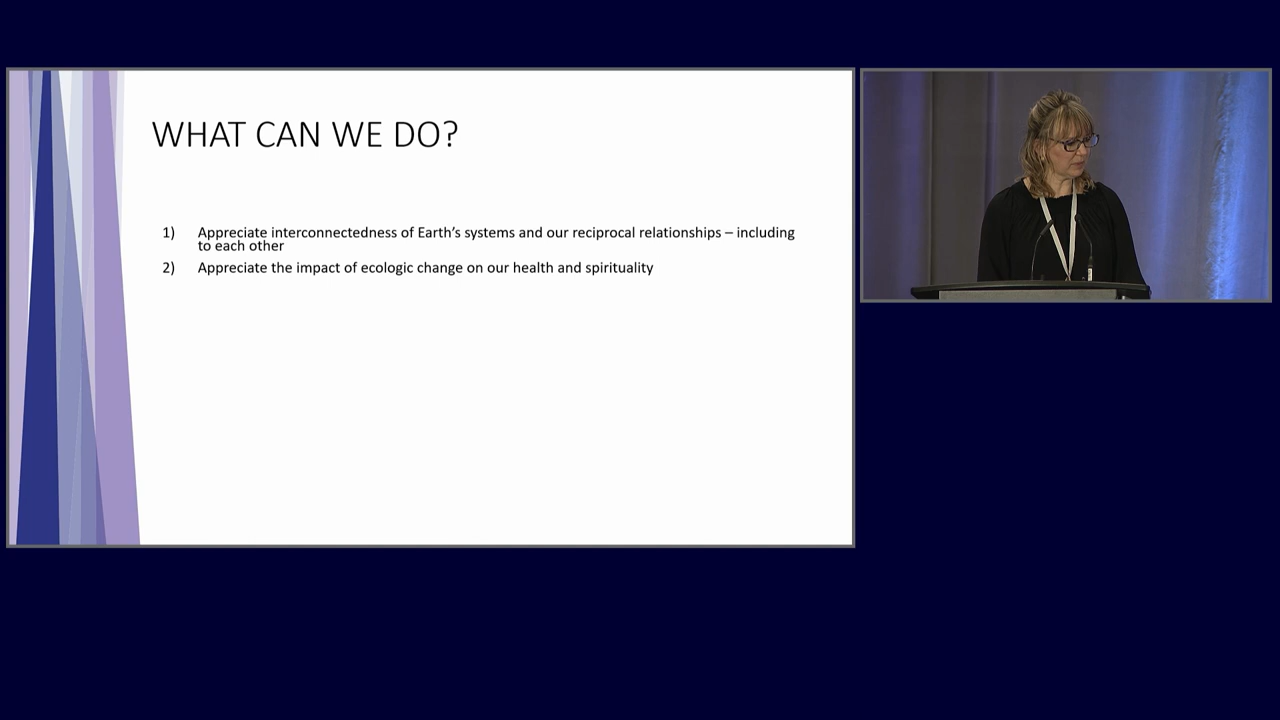 WHAT CAN WE DO?
1) Appreciate interconnectedness of Earth's systems and our reciprocal relationships – including
to each other
2) Appreciate the impact of ecologic change on our health and spirituality